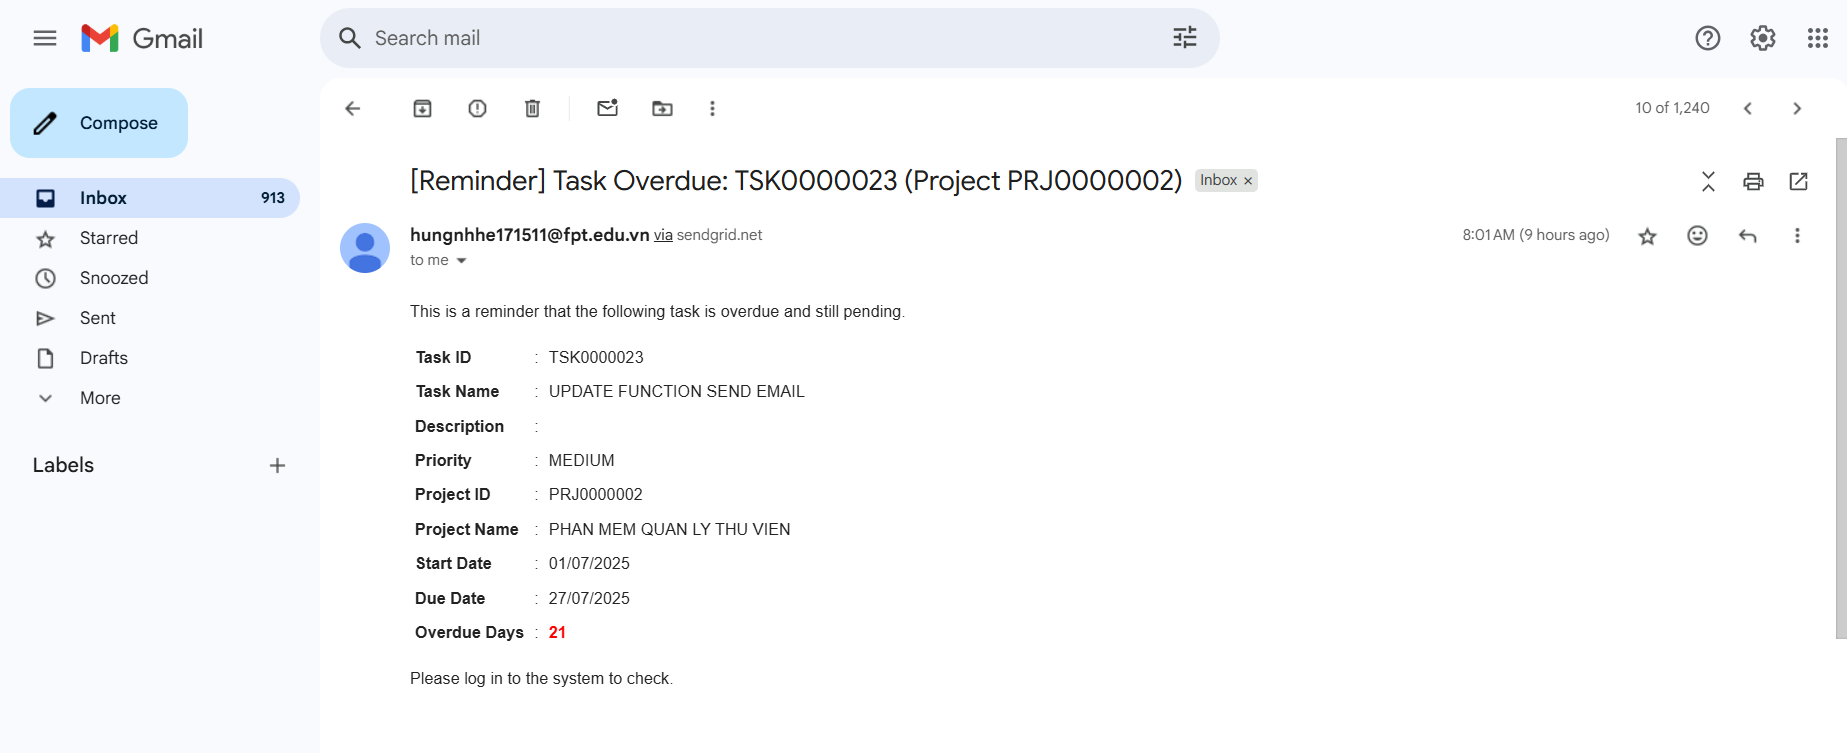 Gmail
Search mail
Compose
10 of 1,240
Inbox 913
Starred
Snoozed
Sent
Drafts
More
Labels
[Reminder] Task Overdue: TSK0000023 (Project PRJ0000002) Inbox ×
hungnhhe171511@fpt.edu.vn via sendgrid.net 8:01 AM (9 hours ago)
to me
This is a reminder that the following task is overdue and still pending.
Task ID : TSK0000023
Task Name : UPDATE FUNCTION SEND EMAIL
Description :
Priority : MEDIUM
Project ID : PRJ0000002
Project Name : PHAN MEM QUAN LY THU VIEN
Start Date : 01/07/2025
Due Date : 27/07/2025
Overdue Days : 21
Please log in to the system to check.